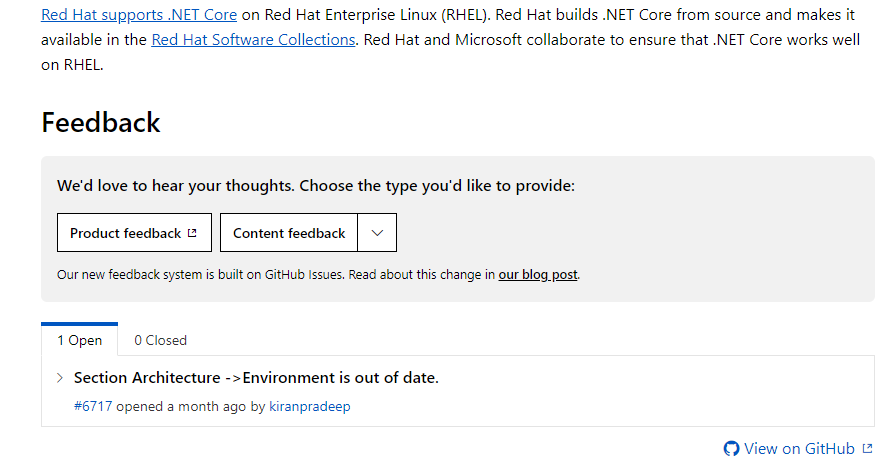 Red Hat supports .NET Core on Red Hat Enterprise Linux (RHEL). Red Hat builds .NET Core from source and makes it
available in the Red Hat Software Collections. Red Hat and Microsoft collaborate to ensure that .NET Core works well
on RHEL.
Feedback
We'd love to hear your thoughts. Choose the type you'd like to provide:
Product feedback Content feedback
Our new feedback system is built on GitHub Issues. Read about this change in our blog post.
1 Open 0 Closed
Section Architecture ->Environment is out of date.
#6717 opened a month ago by kiranpradeep
View on GitHub